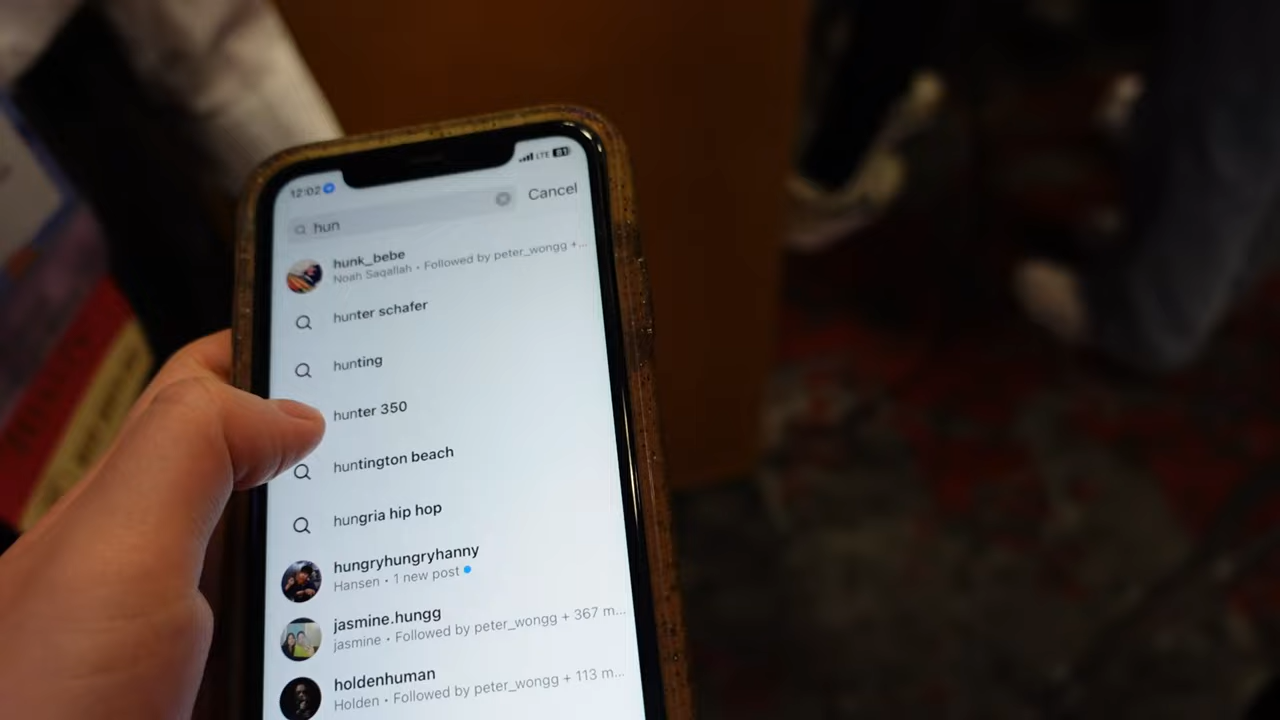 12:02
LTE
81
hun
Cancel
hunk_bebe
Noah Saqallah • Followed by peter_wongg +...
hunter schafer
hunting
hunter 350
huntington beach
hungria hip hop
hungryhungryhanny
Hansen • 1 new post
jasmine.hungg
jasmine • Followed by peter_wongg + 367 m...
holdenhuman
Holden • Followed by peter_wongg + 113 m...